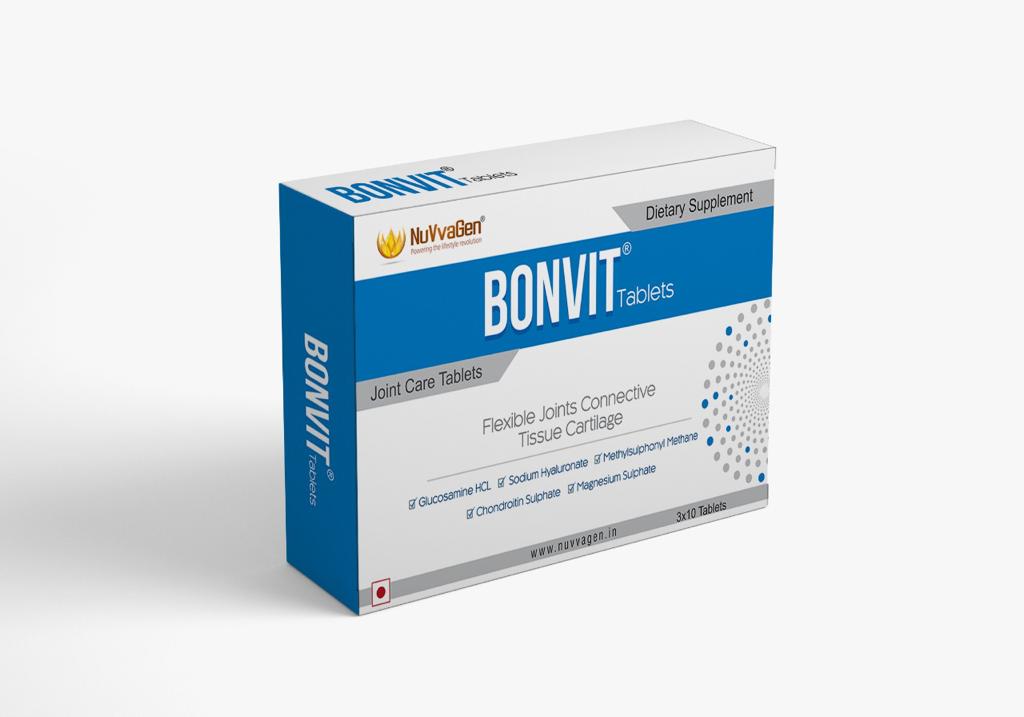 BONVIT® Tablets
NuVvaGen®
Powering the lifestyle revolution
Dietary Supplement
BONVIT® Tablets
Joint Care Tablets
Flexible Joints Connective
Tissue Cartilage
☑ Glucosamine HCL ☑ Sodium Hyaluronate ☑ Methylsulphonyl Methane
☑ Chondroitin Sulphate ☑ Magnesium Sulphate
3x10 Tablets
www.nuvvagen.in
BONVIT® Tablets